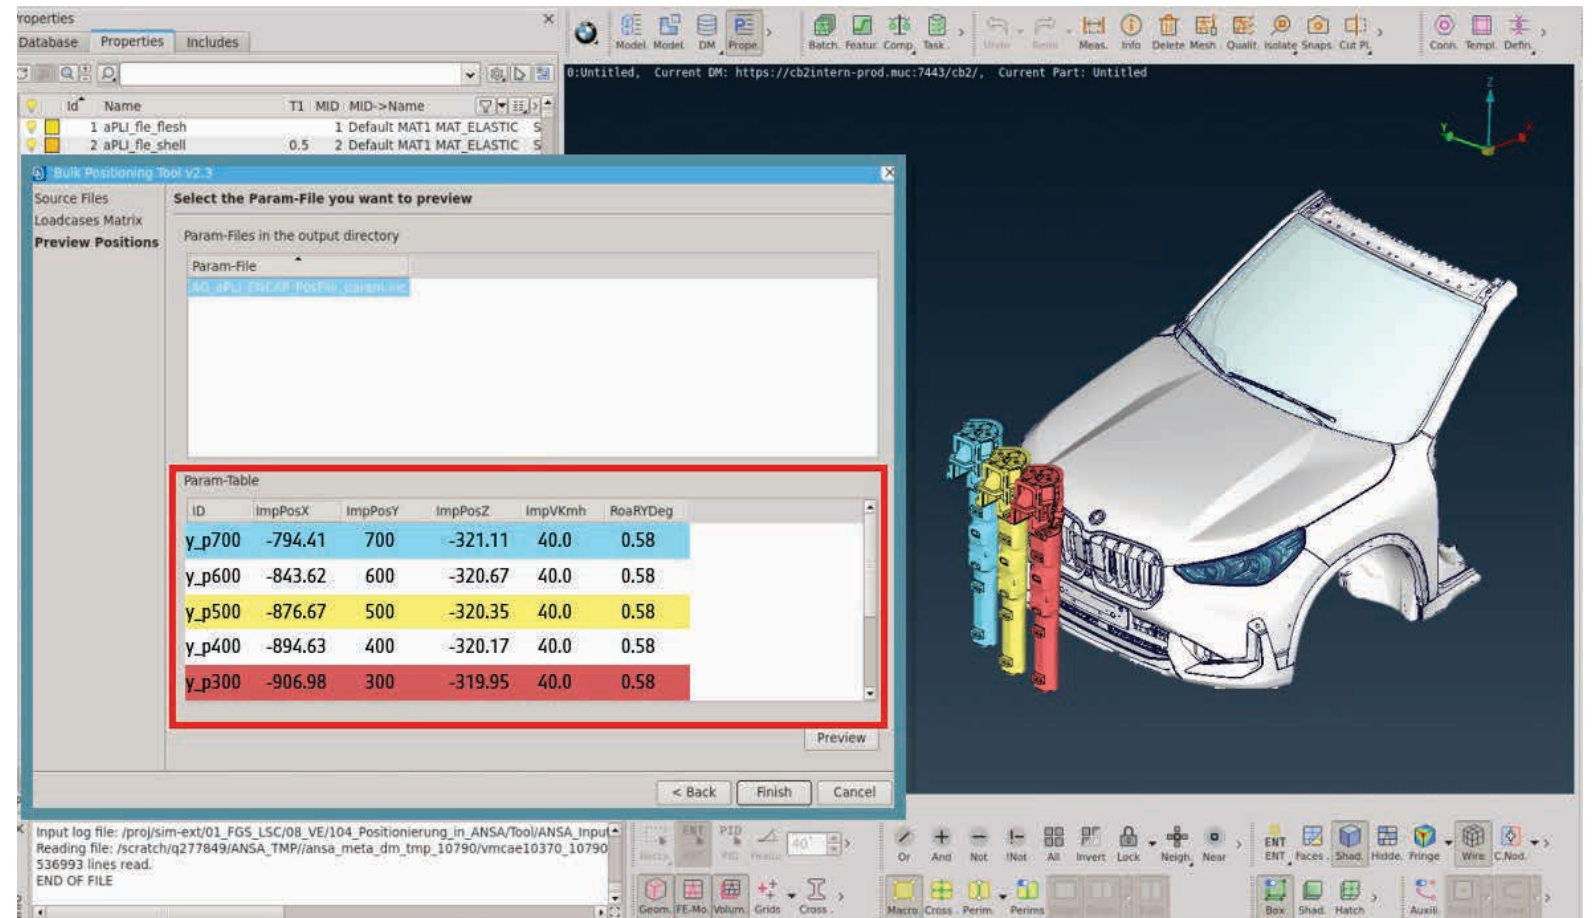 roperties
Database Properties Includes
Id Name T1 MID MID->Name
1 aPLI_fle_flesh 1 Default MAT1 MAT_ELASTIC S
2 aPLI_fle_shell 0.5 2 Default MAT1 MAT_ELASTIC S
Model Model DM Prope. Batch. Featur. Comp. Task. Undo Redo Meas. Info Delete Mesh. Qualit. Isolate Snaps. Cut Pl. Conn. Templ. Defin.
0:Untitled, Current DM: https://cb2intern-prod.muc:7443/cb2/, Current Part: Untitled
Z
Y
X
Bulk Positioning Tool v2.3
Source Files
Loadcases Matrix
Preview Positions
Select the Param-File you want to preview
Param-Files in the output directory
Param-File
Param-Table
ID ImpPosX ImpPosY ImpPosZ ImpVKmh RoaRYDeg
y_p700 -794.41 700 -321.11 40.0 0.58
y_p600 -843.62 600 -320.67 40.0 0.58
y_p500 -876.67 500 -320.35 40.0 0.58
y_p400 -894.63 400 -320.17 40.0 0.58
y_p300 -906.98 300 -319.95 40.0 0.58
Preview
< Back Finish Cancel
Input log file: /proj/sim-ext/01_FGS_LSC/08_VE/104_Positionierung_in_ANSA/Tool/ANSA_Input
Reading file: /scratch/q277849/ANSA_TMP//ansa_meta_dm_tmp_10790/vmcae10370_10790
536993 lines read.
END OF FILE
ENT PID 40°
Or And Not !Not All Invert Lock Neigh. Near ENT Faces. Shad. Hidde. Fringe Wire C.Nod.
Geom. FE-Mo. Volum. Grids Cross. Macro Cross. Perim. Perims Box. Shad. Hatch Auxili.